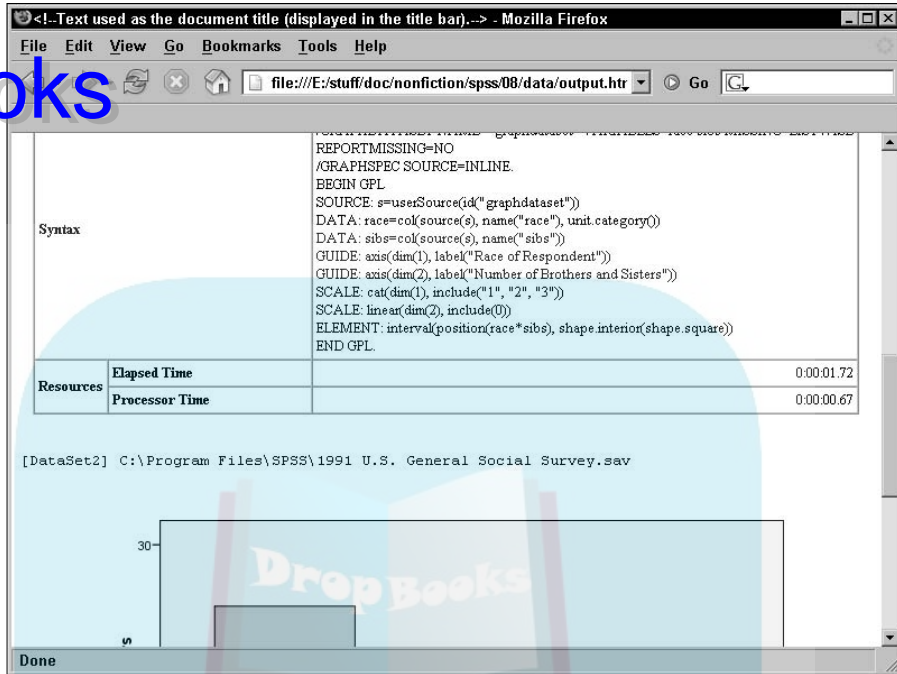 <!--Text used as the document title (displayed in the title bar).--> - Mozilla Firefox
File Edit View Go Bookmarks Tools Help
oks
file:///E:/stuff/doc/nonfiction/spss/08/data/output.htr
Go
G
REPORTMISSING=NO
/GRAPHSPEC SOURCE=INLINE.
BEGIN GPL
SOURCE: s=userSource(id("graphdataset"))
DATA: race=col(source(s), name("race"), unit.category())
Syntax
DATA: sibs=col(source(s), name("sibs"))
GUIDE: axis(dim(1), label("Race of Respondent"))
GUIDE: axis(dim(2), label("Number of Brothers and Sisters"))
SCALE: cat(dim(1), include("1", "2", "3"))
SCALE: linear(dim(2), include(0))
ELEMENT: interval(position(race*sibs), shape.interior(shape.square))
END GPL.
Resources
Elapsed Time 0:00:01.72
Processor Time 0:00:00.67
[DataSet2] C:\Program Files\SPSS\1991 U.S. General Social Survey.sav
30
DropBooks
s
Done